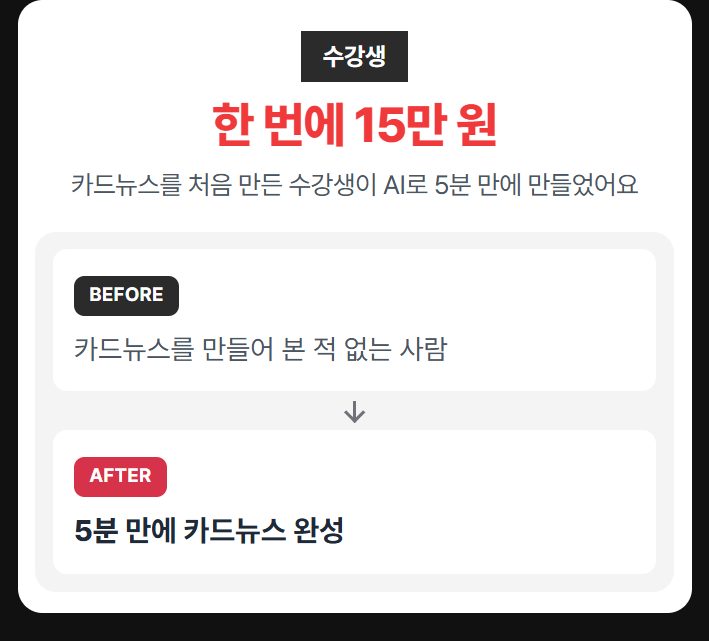 수강생
한 번에 15만 원
카드뉴스를 처음 만든 수강생이 AI로 5분 만에 만들었어요
BEFORE
카드뉴스를 만들어 본 적 없는 사람
↓
AFTER
5분 만에 카드뉴스 완성